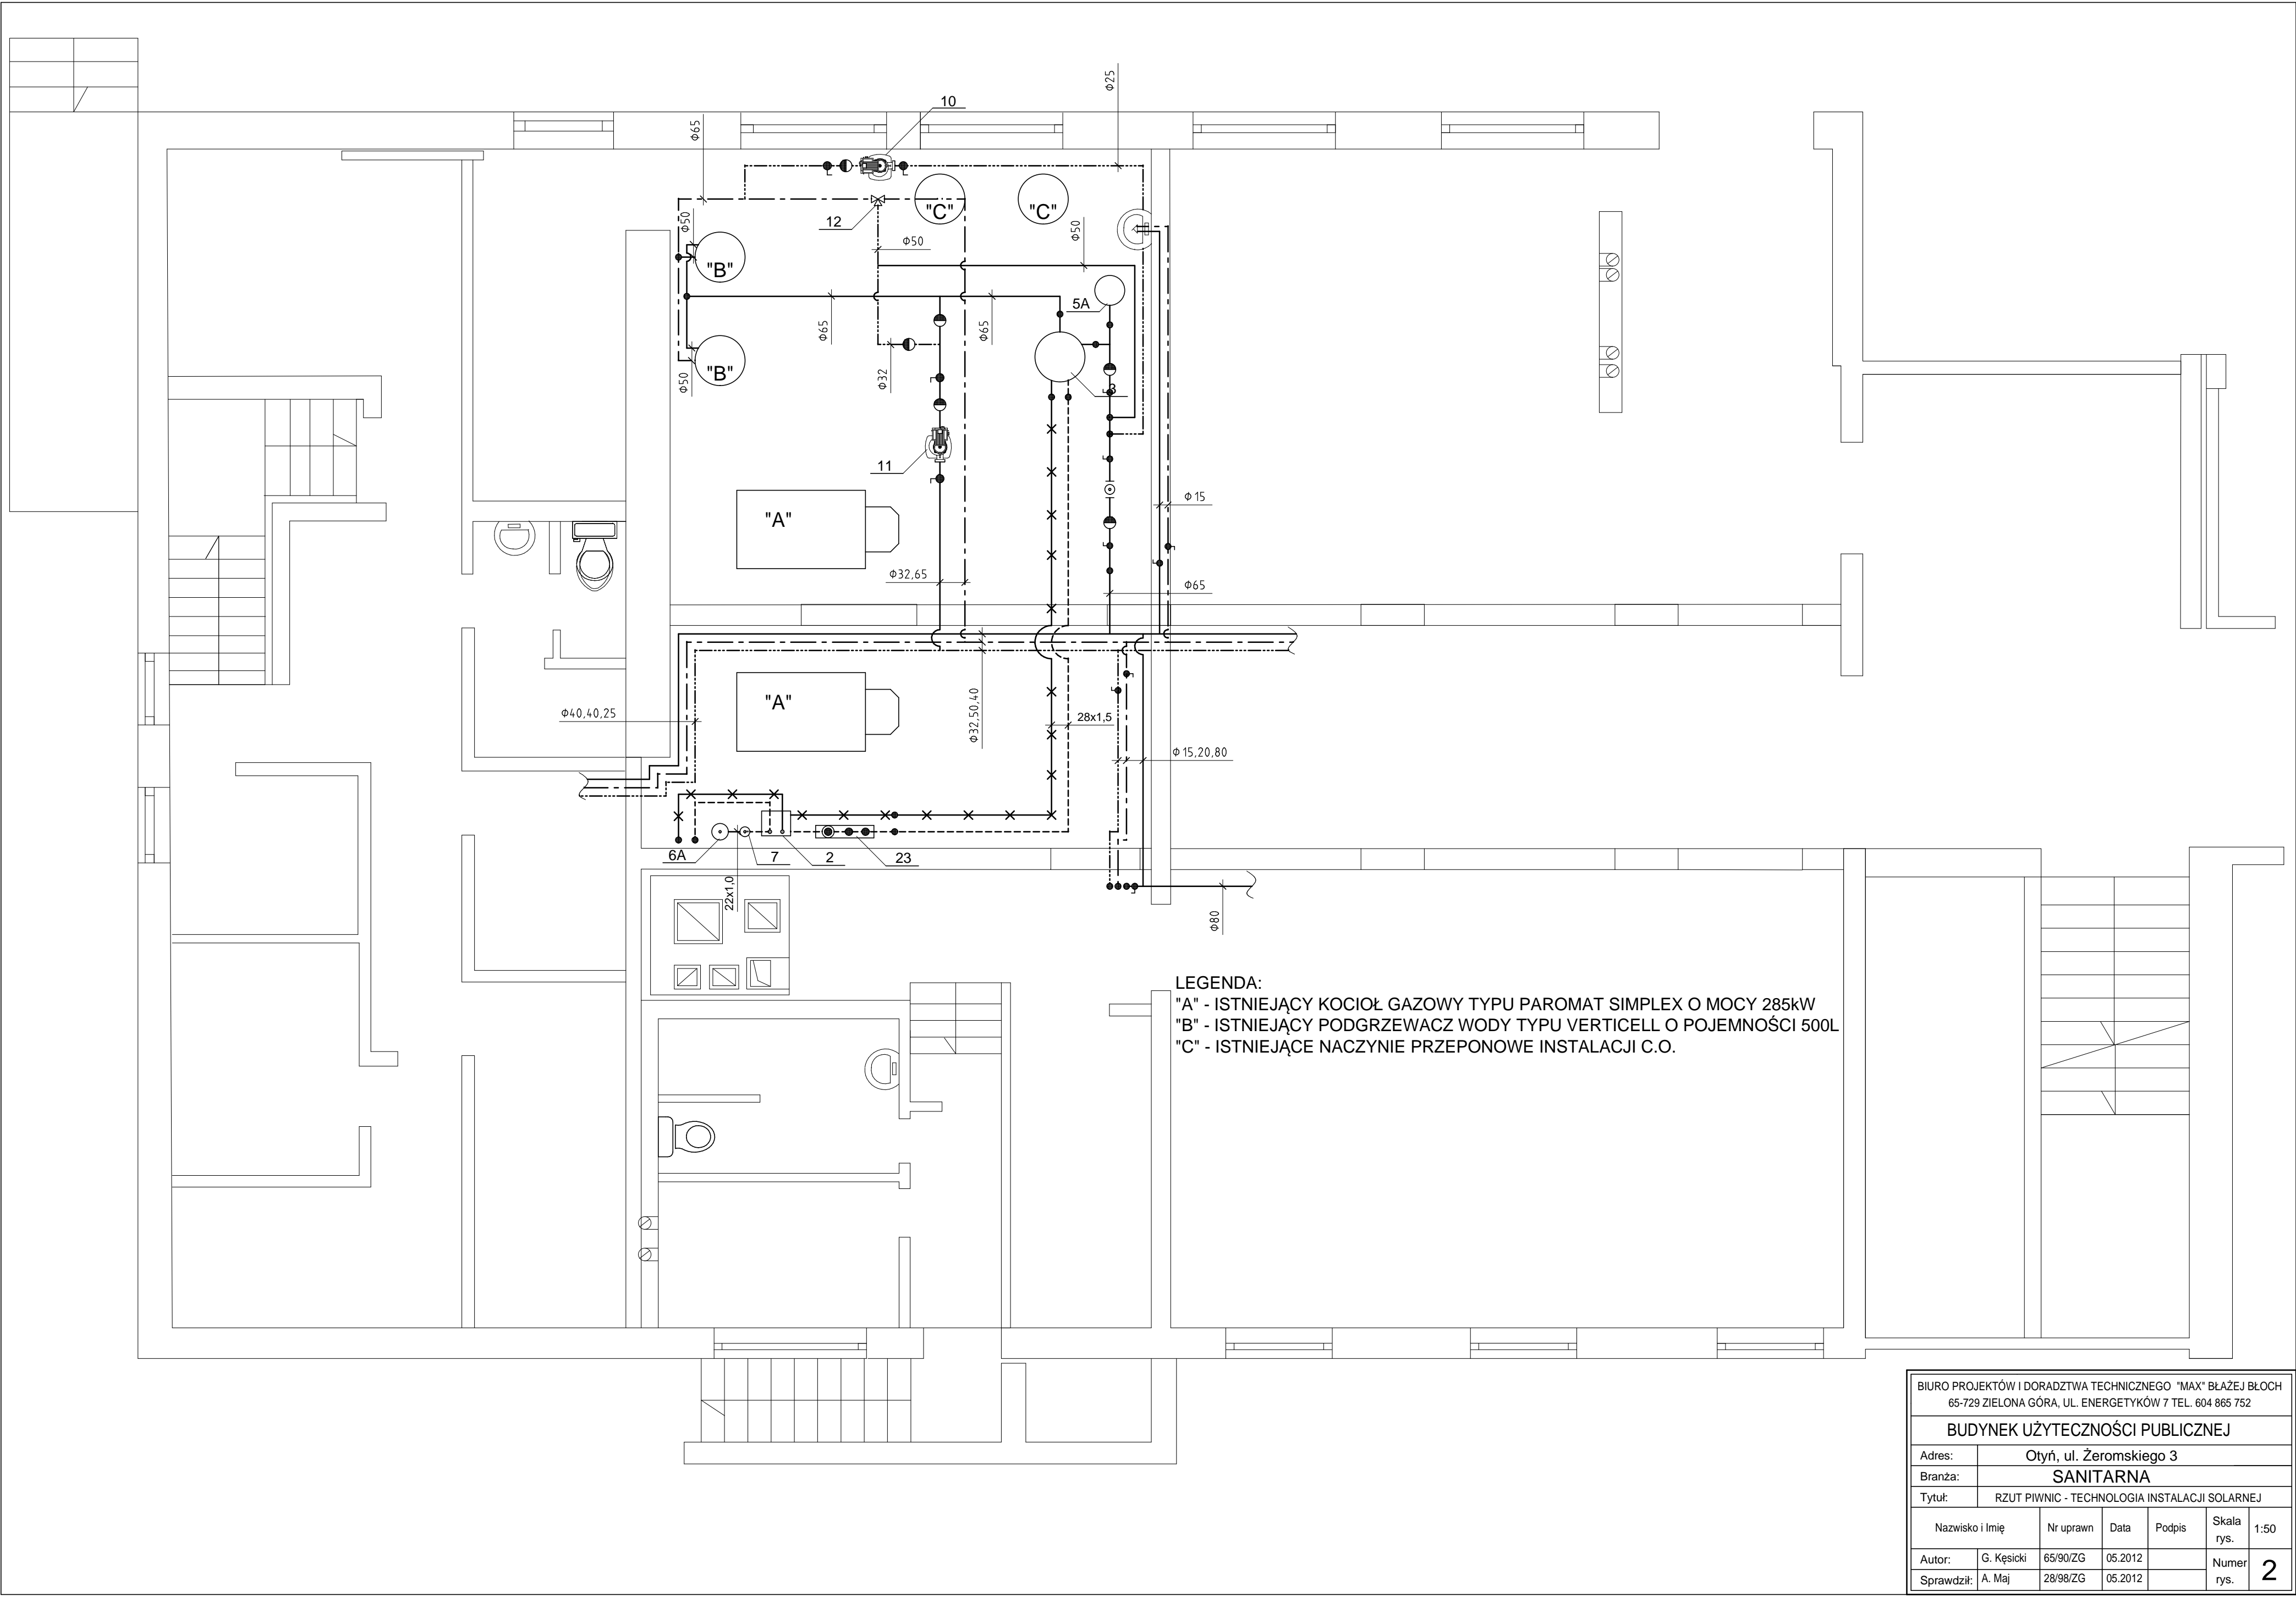 Φ25
10
Φ65
"C"
"C"
12
Φ50
Φ50
Φ50
"B"
5A
Φ65
Φ65
"B"
Φ50
Φ32
3
11
"A"
Φ15
Φ32,65
Φ65
"A"
Φ40,40,25
Φ32,50,40
28x1,5
Φ15,20,80
6A
7
2
23
22x1,0
Φ80
LEGENDA:
"A" - ISTNIEJĄCY KOCIOŁ GAZOWY TYPU PAROMAT SIMPLEX O MOCY 285kW
"B" - ISTNIEJĄCY PODGRZEWACZ WODY TYPU VERTICELL O POJEMNOŚCI 500L
"C" - ISTNIEJĄCE NACZYNIE PRZEPONOWE INSTALACJI C.O.
BIURO PROJEKTÓW I DORADZTWA TECHNICZNEGO "MAX" BŁAŻEJ BŁOCH
65-729 ZIELONA GÓRA, UL. ENERGETYKÓW 7 TEL. 604 865 752
BUDYNEK UŻYTECZNOŚCI PUBLICZNEJ
Adres: Otyń, ul. Żeromskiego 3
Branża: SANITARNA
Tytuł: RZUT PIWNIC - TECHNOLOGIA INSTALACJI SOLARNEJ
Nazwisko i Imię Nr uprawn Data Podpis Skala rys. 1:50
Autor: G. Kęsicki 65/90/ZG 05.2012 Numer rys. 2
Sprawdził: A. Maj 28/98/ZG 05.2012